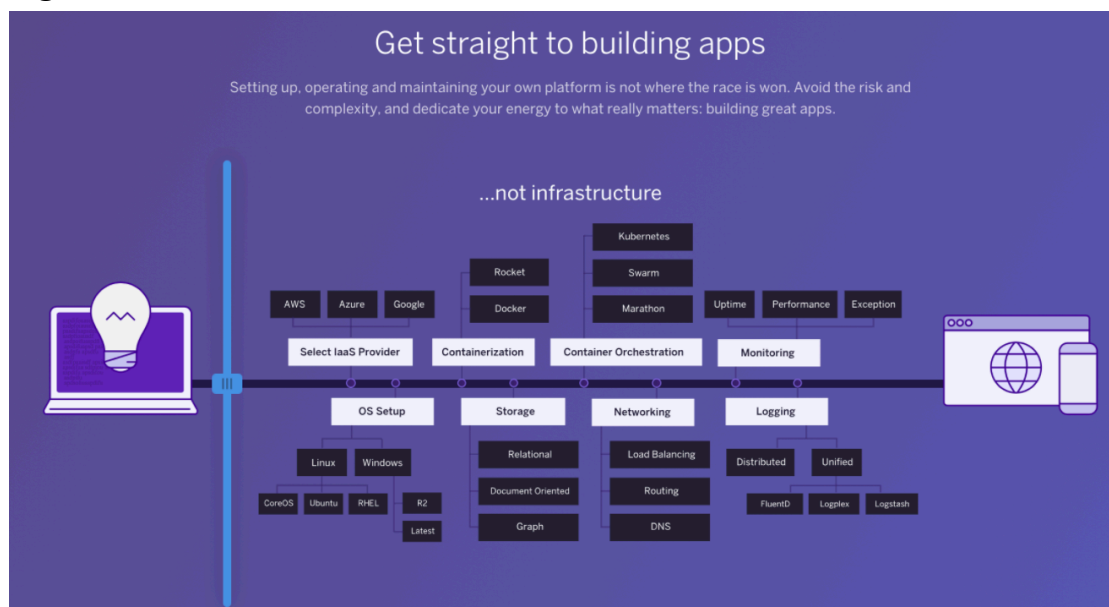 Get straight to building apps
Setting up, operating and maintaining your own platform is not where the race is won. Avoid the risk and
complexity, and dedicate your energy to what really matters: building great apps.
...not infrastructure
Kubernetes
Rocket
Swarm
AWS
Azure
Google
Docker
Marathon
Uptime
Performance
Exception
Select IaaS Provider
Containerization
Container Orchestration
Monitoring
OS Setup
Storage
Networking
Logging
Linux
Windows
Relational
Load Balancing
Distributed
Unified
CoreOS
Ubuntu
RHEL
R2
Document Oriented
Routing
FluentD
Logplex
Logstash
Latest
Graph
DNS